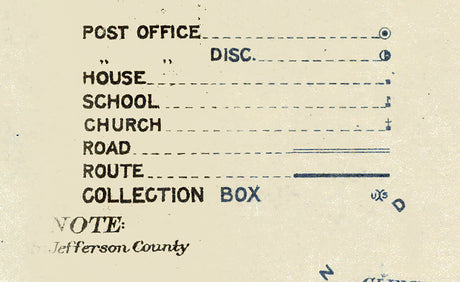 POST OFFICE
" " DISC.
HOUSE
SCHOOL
CHURCH
ROAD
ROUTE
COLLECTION BOX
D
NOTE:
Jefferson County
N